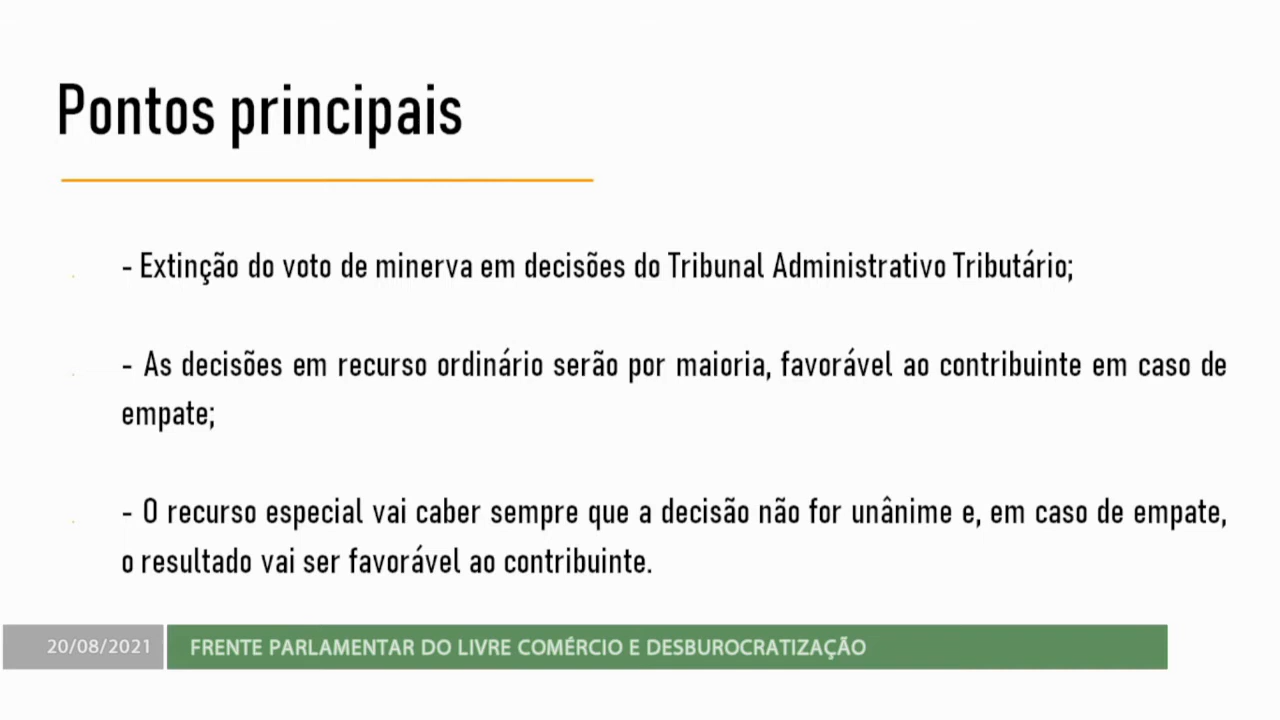 Pontos principais
- Extinção do voto de minerva em decisões do Tribunal Administrativo Tributário;
- As decisões em recurso ordinário serão por maioria, favorável ao contribuinte em caso de
empate;
- O recurso especial vai caber sempre que a decisão não for unânime e, em caso de empate,
o resultado vai ser favorável ao contribuinte.
20/08/2021 FRENTE PARLAMENTAR DO LIVRE COMÉRCIO E DESBUROCRATIZAÇÃO